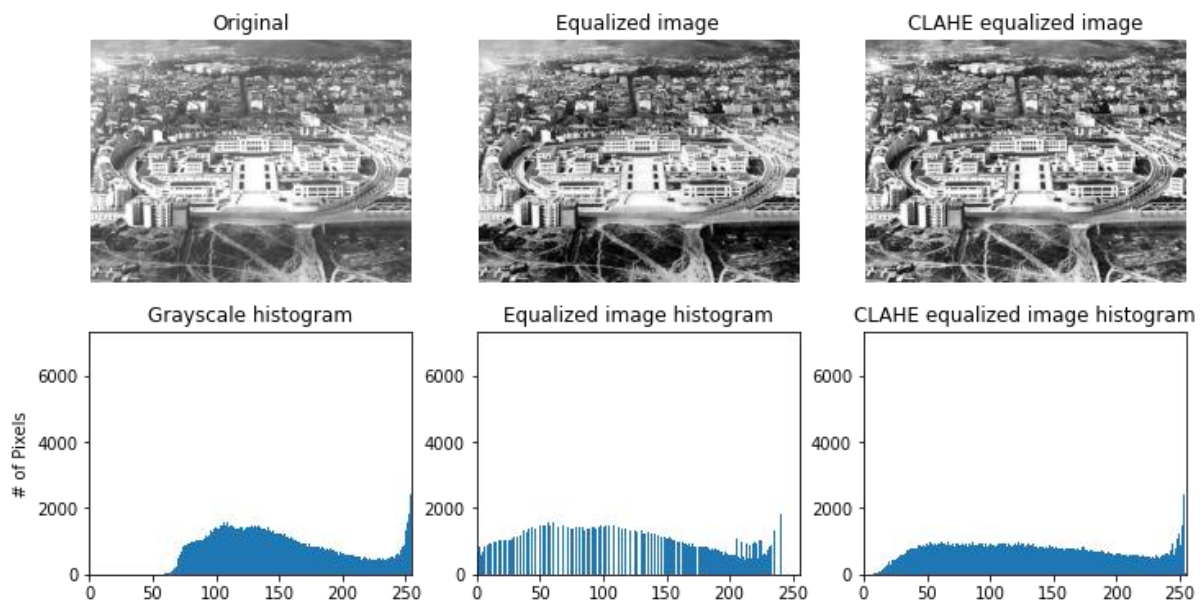 Original
Equalized image
CLAHE equalized image
Grayscale histogram
Equalized image histogram
CLAHE equalized image histogram
# of Pixels
6000
4000
2000
0
0 50 100 150 200 250
6000
4000
2000
0
0 50 100 150 200 250
6000
4000
2000
0
0 50 100 150 200 250